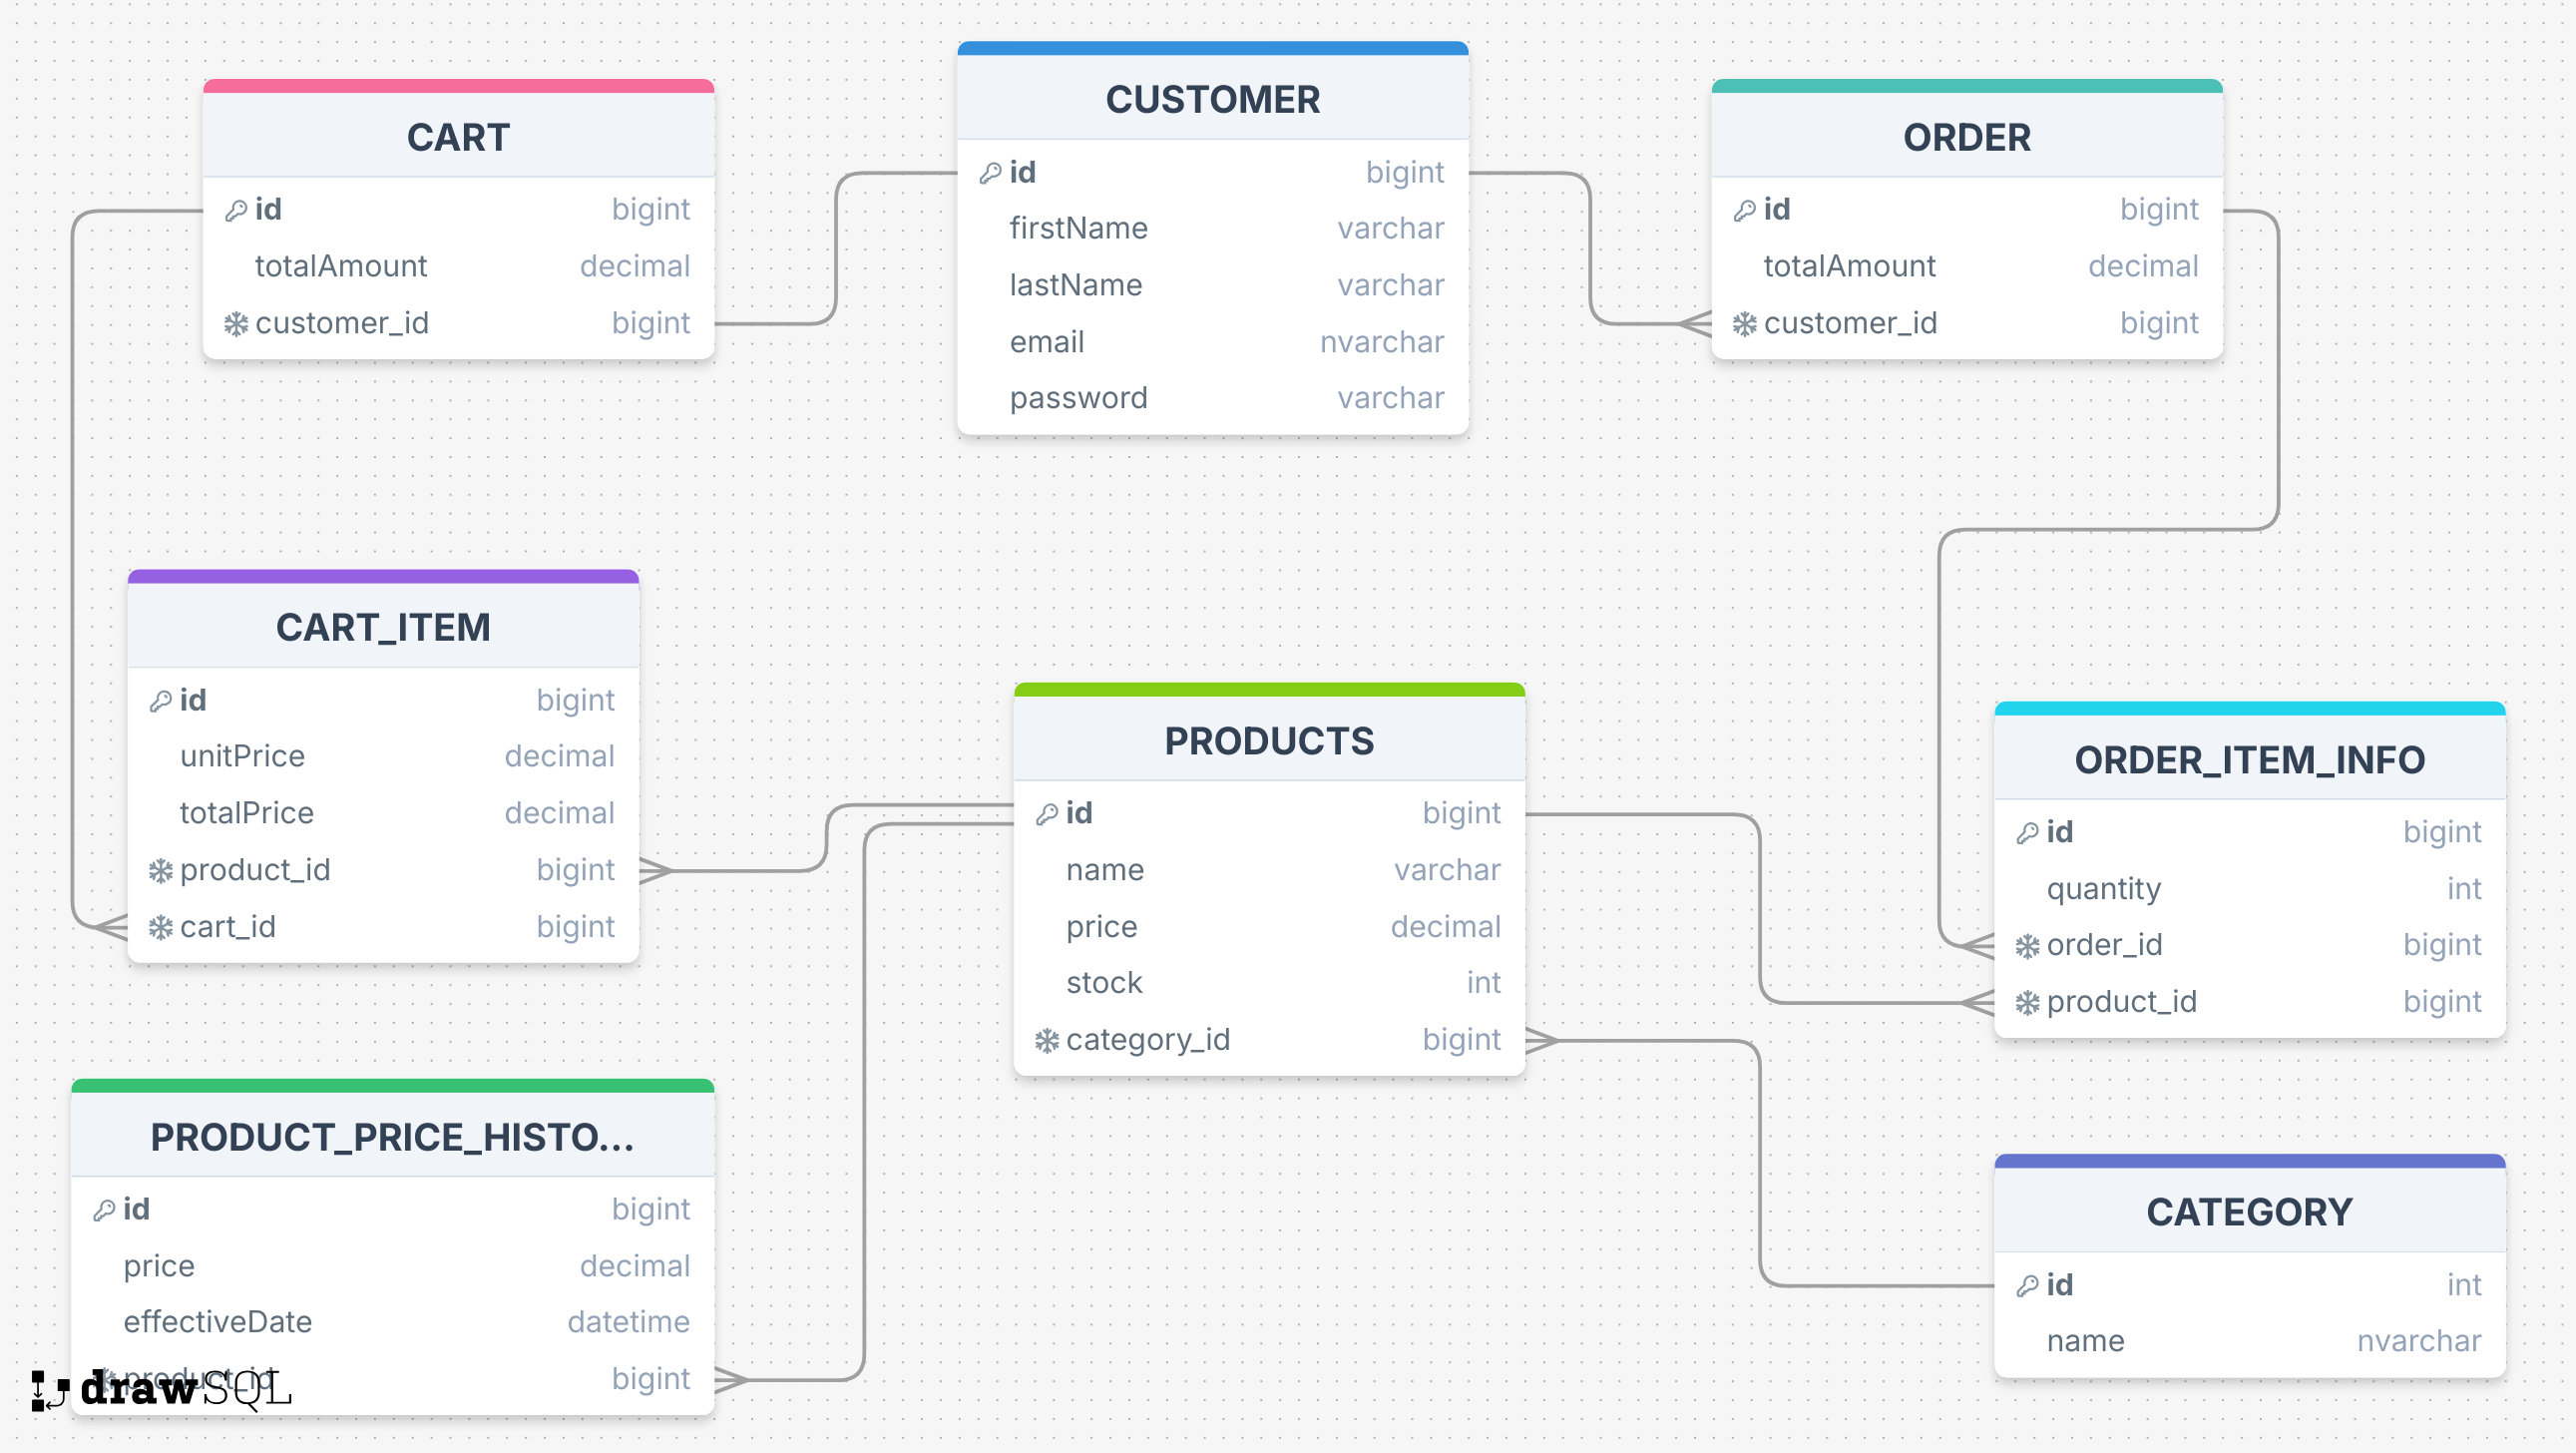 CART
id bigint
totalAmount decimal
customer_id bigint
CUSTOMER
id bigint
firstName varchar
lastName varchar
email nvarchar
password varchar
ORDER
id bigint
totalAmount decimal
customer_id bigint
CART_ITEM
id bigint
unitPrice decimal
totalPrice decimal
product_id bigint
cart_id bigint
PRODUCTS
id bigint
name varchar
price decimal
stock int
category_id bigint
ORDER_ITEM_INFO
id bigint
quantity int
order_id bigint
product_id bigint
PRODUCT_PRICE_HISTO...
id bigint
price decimal
effectiveDate datetime
product_id bigint
CATEGORY
id int
name nvarchar
drawSQL